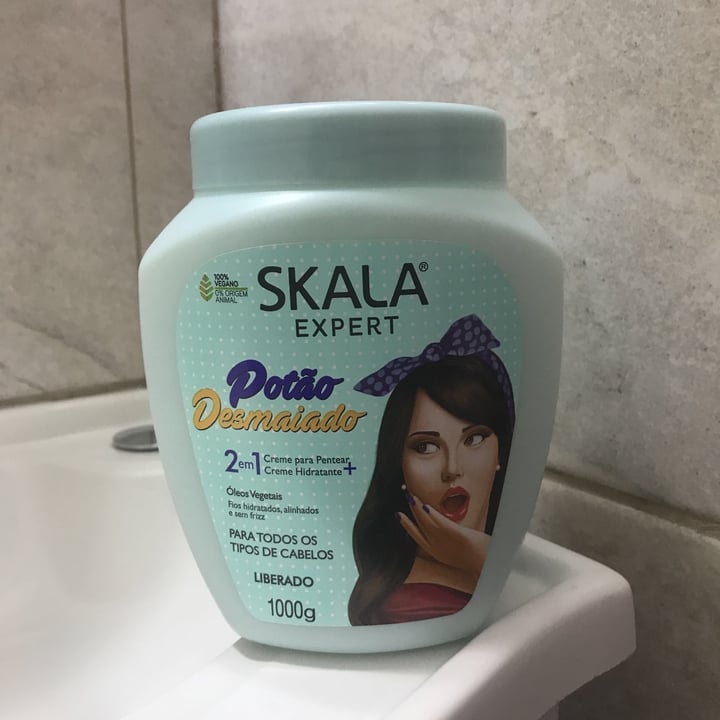 100%
VEGANO
0% ORIGEM
ANIMAL
SKALA®
EXPERT
Potão
Desmaiado
2em1 Creme para Pentear
Creme Hidratante+
Óleos Vegetais
Fios hidratados, alinhados
e sem frizz
PARA TODOS OS
TIPOS DE CABELOS
LIBERADO
1000g